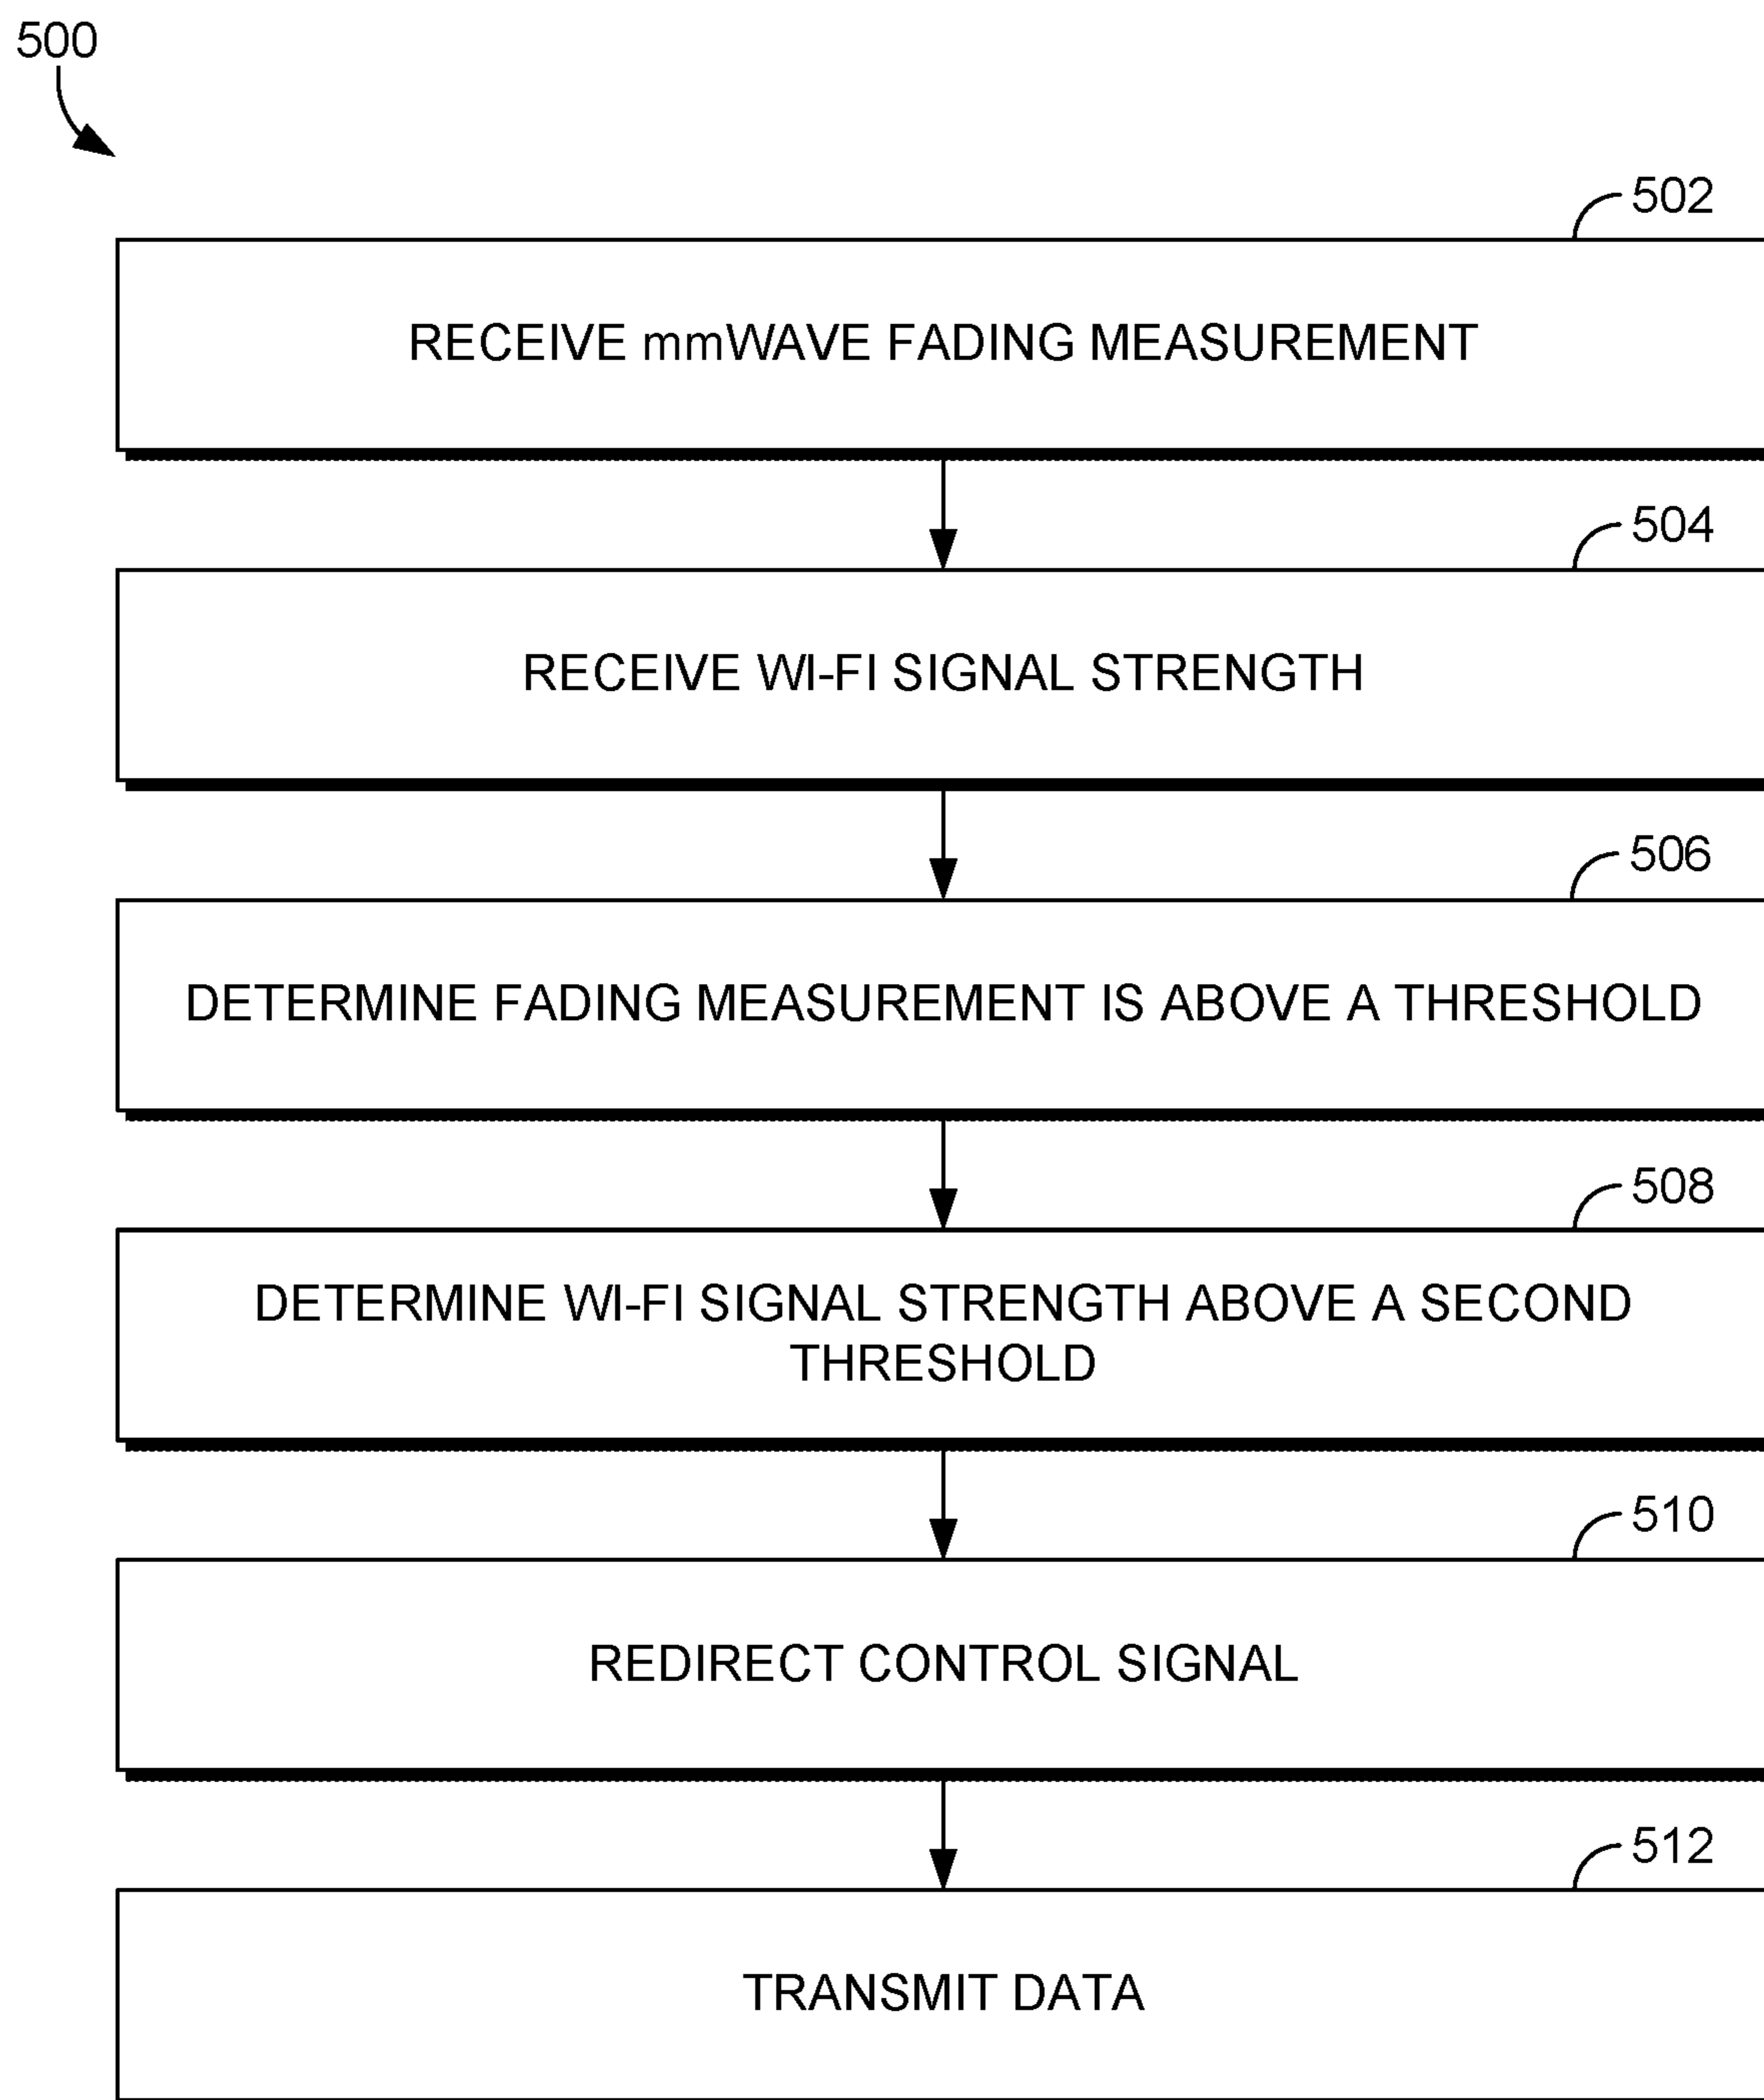 500
502
RECEIVE mmWAVE FADING MEASUREMENT
504
RECEIVE WI-FI SIGNAL STRENGTH
506
DETERMINE FADING MEASUREMENT IS ABOVE A THRESHOLD
508
DETERMINE WI-FI SIGNAL STRENGTH ABOVE A SECOND
THRESHOLD
510
REDIRECT CONTROL SIGNAL
512
TRANSMIT DATA